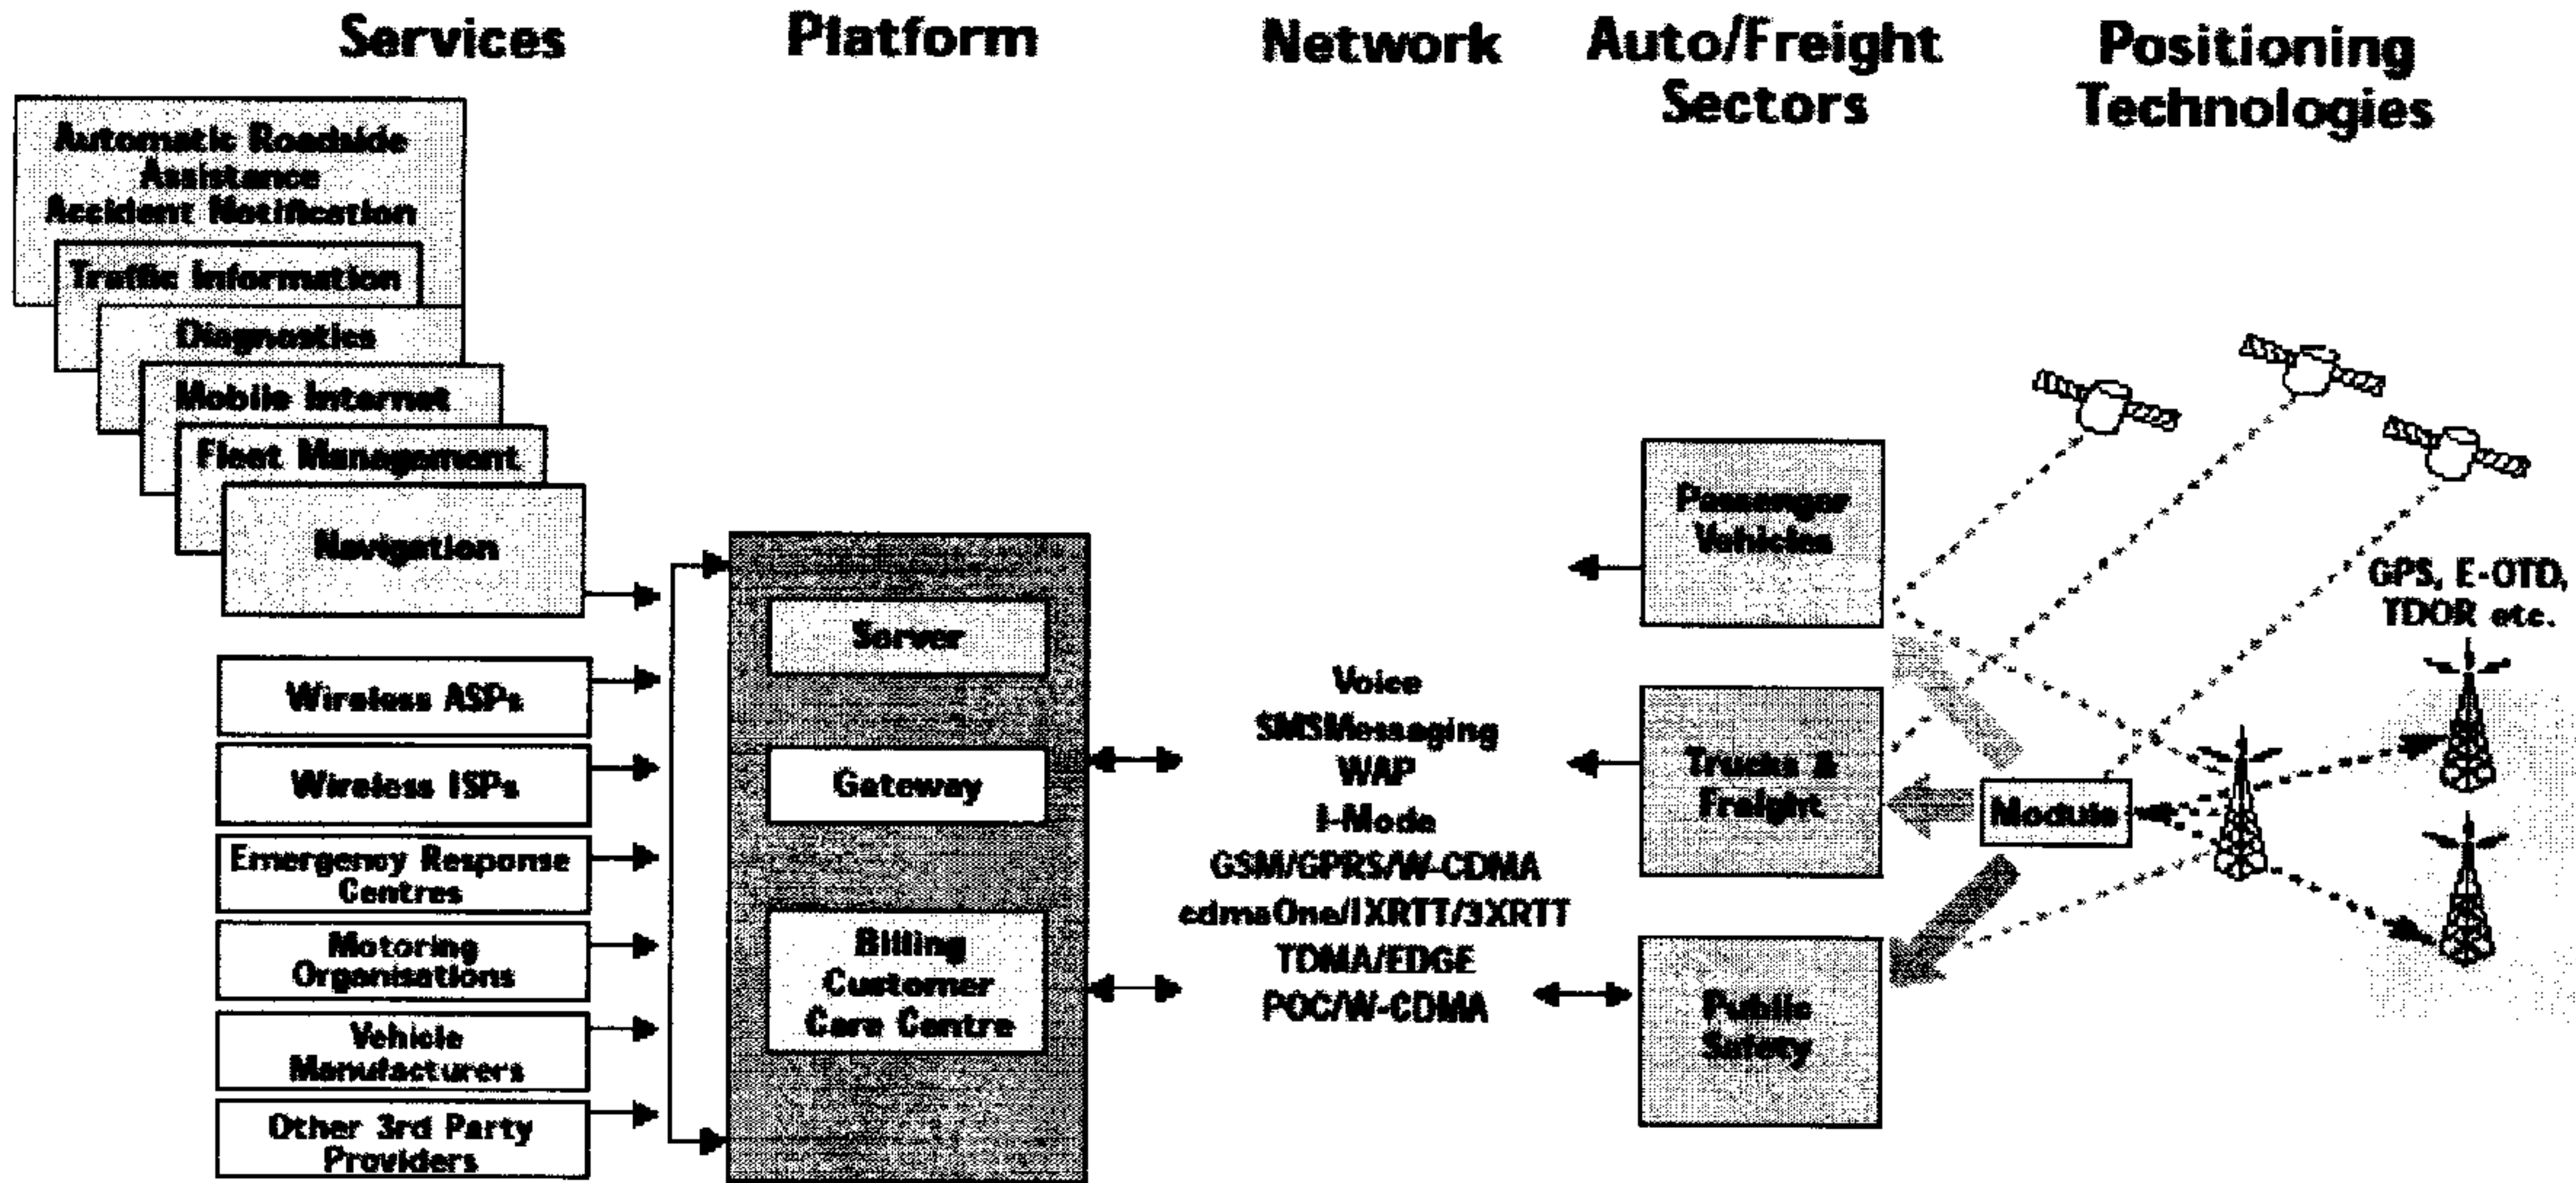 Services
Platform
Network
Auto/Freight
Sectors
Positioning
Technologies
Automatic Roadside
Assistance
Accident Notification
Traffic Information
Diagnostics
Mobile Internet
Fleet Management
Navigation
Wireless ASPs
Wireless ISPs
Emergency Response
Centres
Motoring
Organisations
Vehicle
Manufacturers
Other 3rd Party
Providers
Server
Gateway
Billing
Customer
Care Centre
Voice
SMSMessaging
WAP
I-Mode
GSM/GPRS/W-CDMA
cdmaOne/IXRTT/3XRTT
TDMA/EDGE
POC/W-CDMA
Passenger
Vehicles
Trucks &
Freight
Public
Safety
Module
GPS, E-OTD,
TDOR etc.